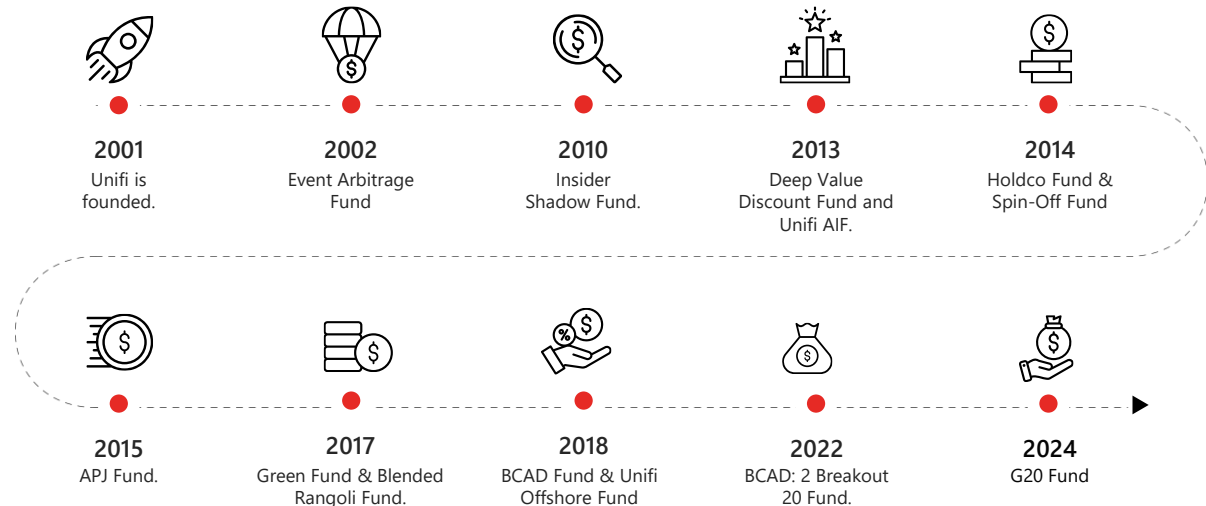 2001
Unifi is
founded.
2002
Event Arbitrage
Fund
2010
Insider
Shadow Fund.
2013
Deep Value
Discount Fund and
Unifi AIF.
2014
Holdco Fund &
Spin-Off Fund
2015
APJ Fund.
2017
Green Fund & Blended
Rangoli Fund.
2018
BCAD Fund & Unifi
Offshore Fund
2022
BCAD: 2 Breakout
20 Fund.
2024
G20 Fund